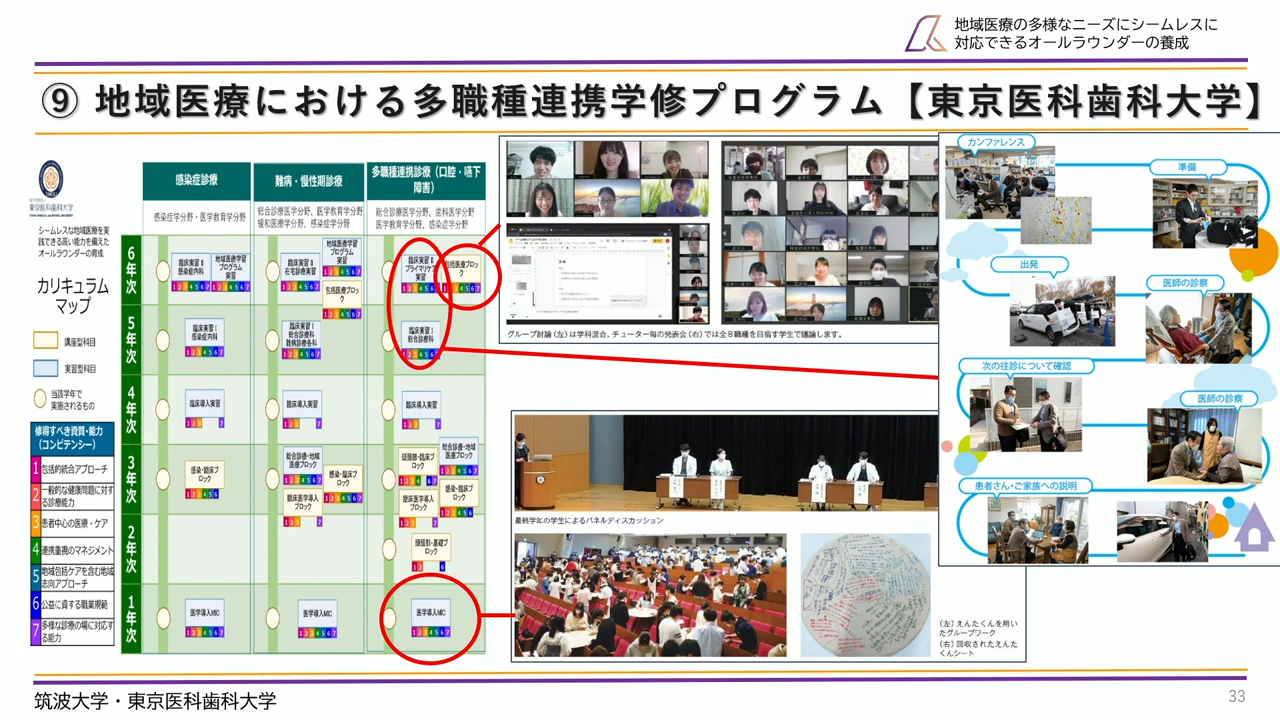 地域医療の多様なニーズにシームレスに
対応できるオールラウンダーの養成
⑨ 地域医療における多職種連携学修プログラム【東京医科歯科大学】
東京医科歯科大学
シームレスな地域医療を実
践できる高い能力を備えた
オールラウンダーの育成
カリキュラム
マップ
講座型科目
実習型科目
当該学年で
実施されるもの
修得すべき資質・能力
（コンピテンシー）
1 包括的統合アプローチ
2 一般的な健康問題に対す
る診療能力
3 患者中心の医療・ケア
4 連携重視のマネジメント
5 地域包括ケアを含む地域
志向アプローチ
6 公益に資する職業規範
7 多様な診療の場に対応す
る能力
感染症診療
難病・慢性期診療
多職種連携診療（口腔・嚥下
障害）
感染症学分野・医学教育学分野
総合診療医学分野、医学教育学分野
緩和医療学分野、感染症学分野
総合診療医学分野、歯科医学分野
医学教育学分野、感染症学分野
6年次
臨床実習Ⅱ
感染症内科
1234567
地域医療学習
プログラム
実習
1234567
臨床実習Ⅱ
在宅診療実習
1234567
地域医療学習
プログラム
実習
1234567
包括医療ブロッ
ク
1234567
臨床実習Ⅱ
プライマリケア
実習
包括医療ブロッ
ク
5年次
臨床実習Ⅰ
感染症内科
1234567
臨床実習Ⅰ
総合診療科
難病診療各科
1234567
臨床実習Ⅰ
総合診療科
4年次
臨床導入実習
123 7
臨床導入実習
123 7
臨床導入実習
123 7
3年次
感染・臨床ブ
ロック
123456
総合診療・地域
医療ブロック
1234567
感染・臨床ブ
ロック
1234567
臨床医学導入
ブロック
123 7
頭頸部・臨床ブ
ロック
総合診療・地域
医療ブロック
1234567
臨床医学導入
ブロック
123 7
感染・臨床ブ
ロック
2年次
頭頸部・基礎ブ
ロック
1年次
医学導入MIC
1234567
医学導入MIC
1234567
医学導入MIC
1234567
グループ討論（左）は学科混合、チューター毎の発表会（右）では全８職種を目指す学生で議論します。
最終学年の学生によるパネルディスカッション
（左）えんたくんを用い
たグループワーク
（右）回収されたえんた
くんシート
カンファレンス
準備
出発
医師の診察
次の往診について確認
医師の診察
患者さん・ご家族への説明
筑波大学・東京医科歯科大学
33